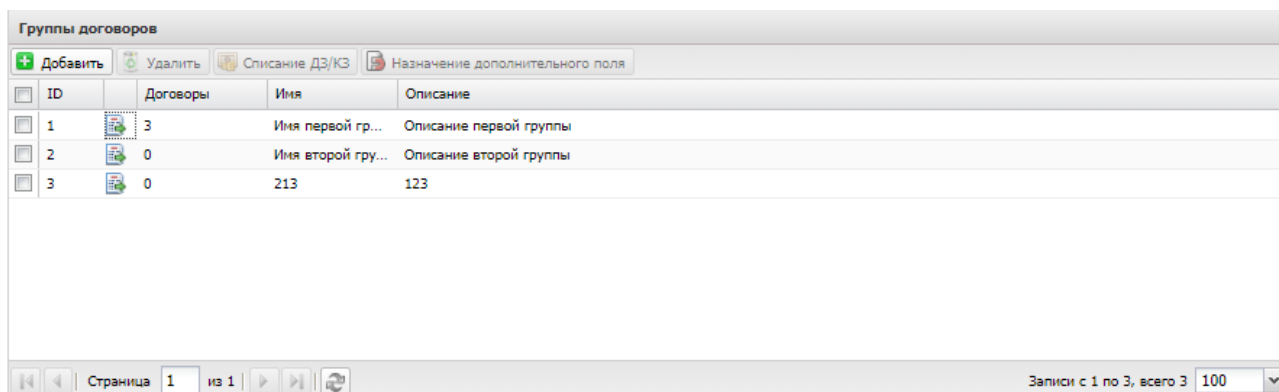 Группы договоров
Добавить Удалить Списание ДЗ/КЗ Назначение дополнительного поля
ID Договоры Имя Описание
1 3 Имя первой гр... Описание первой группы
2 0 Имя второй гру... Описание второй группы
3 0 213 123
Страница 1 из 1 Записи с 1 по 3, всего 3 100